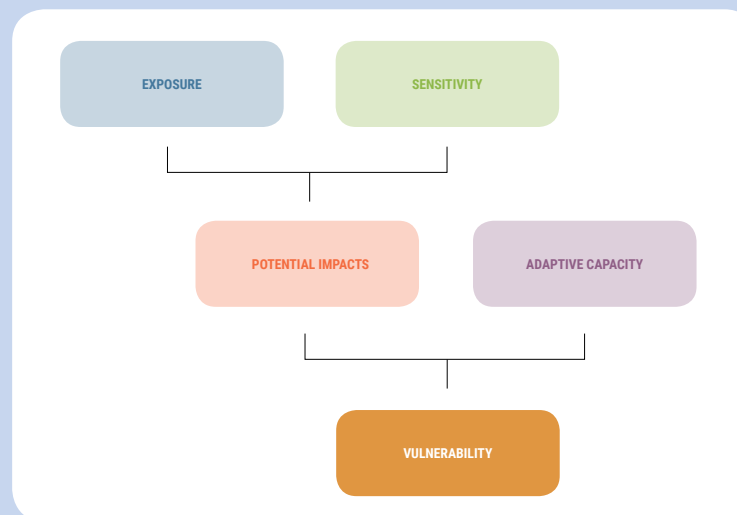 EXPOSURE
SENSITIVITY
POTENTIAL IMPACTS
ADAPTIVE CAPACITY
VULNERABILITY